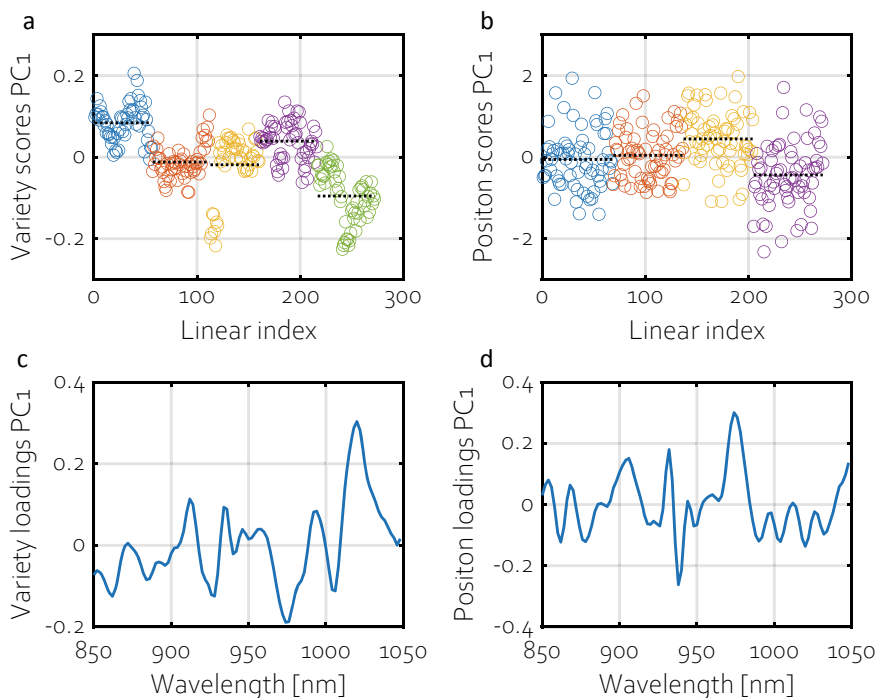 a
Variety scores PC1
0.2
0
-0.2
0
100
200
300
Linear index
b
Positon scores PC1
2
0
-2
0
100
200
300
Linear index
c
Variety loadings PC1
0.4
0.2
0
-0.2
850
900
950
1000
1050
Wavelength [nm]
d
Positon loadings PC1
0.4
0.2
0
-0.2
-0.4
850
900
950
1000
1050
Wavelength [nm]